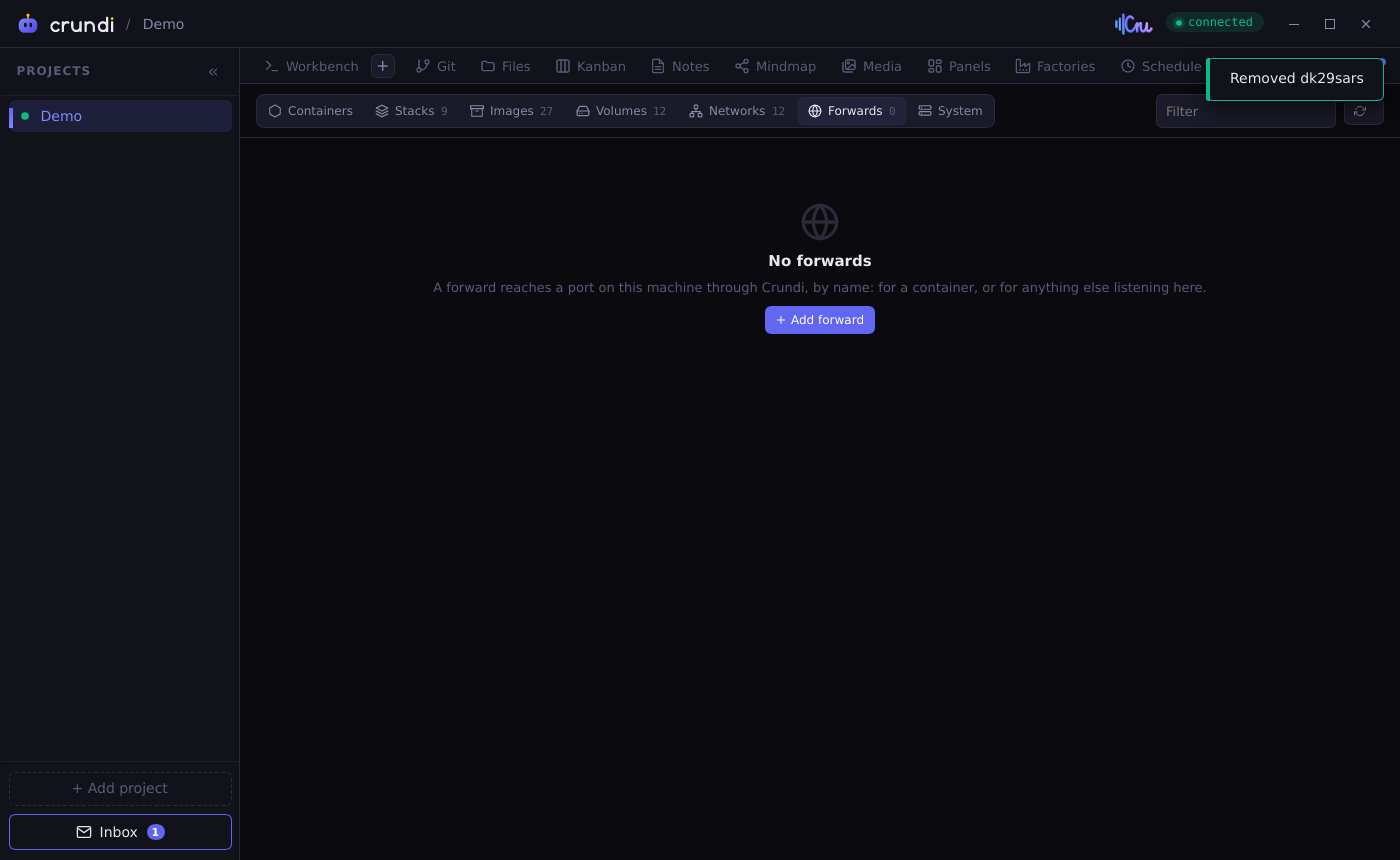 crundi / Demo
Cru
connected
PROJECTS
Demo
Workbench + Git Files Kanban Notes Mindmap Media Panels Factories Schedule
Removed dk29sars
Containers Stacks 9 Images 27 Volumes 12 Networks 12 Forwards 0 System
Filter
No forwards
A forward reaches a port on this machine through Crundi, by name: for a container, or for anything else listening here.
+ Add forward
+ Add project
Inbox 1